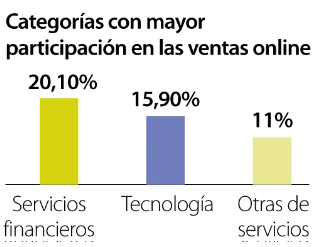 Categorías con mayor
participación en las ventas online
20,10%
15,90%
11%
Servicios
financieros
Tecnología
Otras de
servicios